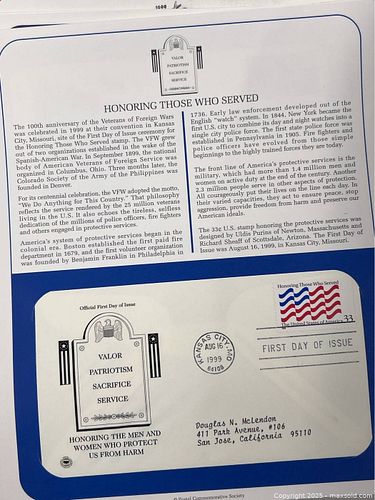 VALOR
PATRIOTISM
SACRIFICE
SERVICE
HONORING THOSE WHO SERVED
The 100th anniversary of the Veterans of Foreign Wars
was celebrated in 1999 at their convention in Kansas
City, Missouri, site of the First Day of Issue ceremony for
the Honoring Those Who Served stamp. The VFW grew
out of two organizations established in the wake of the
Spanish-American War. In September 1899, the national
body of American Veterans of Foreign Service was
organized in Columbus, Ohio. Three months later, the
Colorado Society of the Army of the Philippines was
founded in Denver.
For its centennial celebration, the VFW adopted the motto,
"We Do Anything for This Country." That philosophy
reflects the service rendered by the 25 million veterans
living in the U.S. It also echoes the tireless, selfless
dedication of the millions of police officers, fire fighters
and others engaged in protective services.
America's system of protective services began in the
colonial era. Boston established the first paid fire
department in 1679, and the first volunteer organization
was founded by Benjamin Franklin in Philadelphia in
1736. Early law enforcement developed out of the
English "watch" system. In 1844, New York became the
first U.S. city to combine its day and night watches into a
single city police force. The first state police force was
established in Pennsylvania in 1905. Fire fighters and
police officers have evolved from those simple
beginnings to the highly trained forces they are today.
The front line of America's protective services is the
military, which had more than 1.4 million men and
women on active duty at the end of the century. Another
2.3 million people serve in other aspects of protection.
All courageously put their lives on the line each day. In
their varied capacities, they act to ensure peace, stop
aggression, provide freedom from harm and preserve our
American ideals.
The 33¢ U.S. stamp honoring the protective services was
designed by Uldis Purins of Newton, Massachusetts and
Richard Sheaff of Scottsdale, Arizona. The First Day of
Issue was August 16, 1999, in Kansas City, Missouri.
Official First Day of Issue
VALOR
PATRIOTISM
SACRIFICE
SERVICE
HONORING THE MEN AND
WOMEN WHO PROTECT
US FROM HARM
KANSAS CITY, MO
AUG 16
1999
64108
Honoring Those Who Served
The United States of America 33
FIRST DAY OF ISSUE
Douglas N. McLendon
411 Park Avenue, #106
San Jose, California 95110
Postal Commemorative Society
Copyright 2025 - maxsold.com